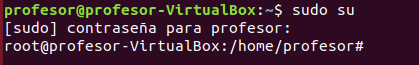 profesor@profesor-VirtualBox:~$ sudo su
[sudo] contraseña para profesor:
root@profesor-VirtualBox:/home/profesor#